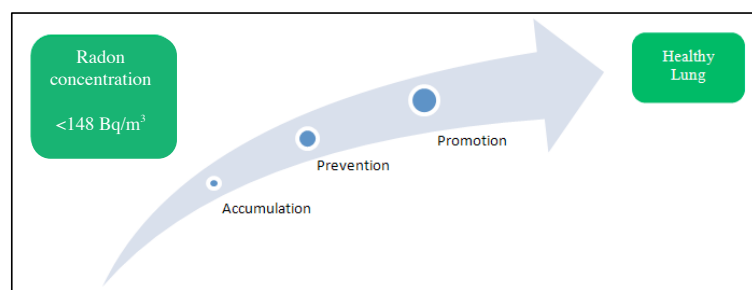 Radon
concentration
<148 Bq/m³
Healthy
Lung
Promotion
Prevention
Accumulation